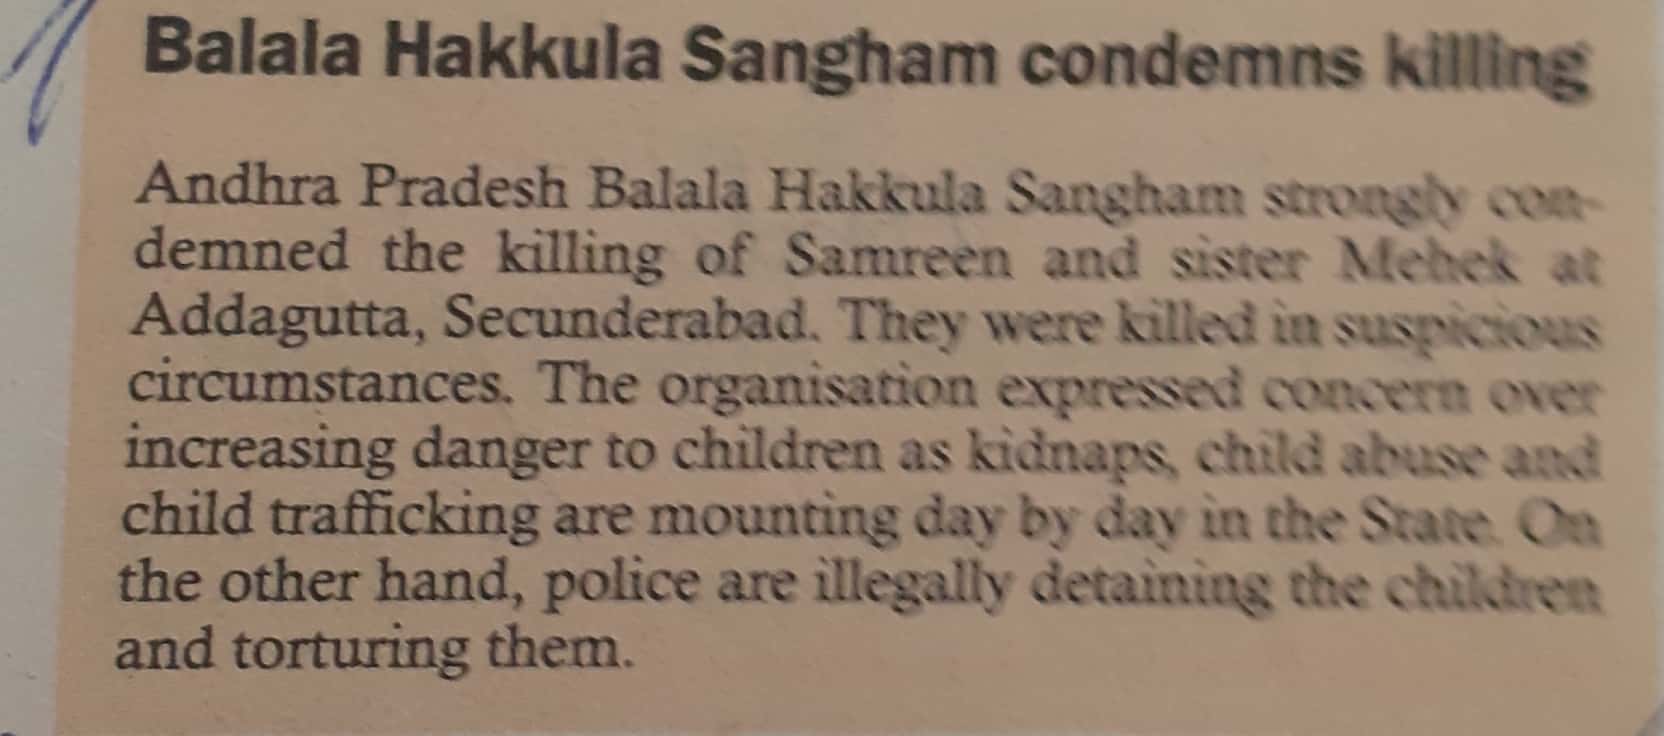 Balala Hakkula Sangham condemns killing
Andhra Pradesh Balala Hakkula Sangham strongly con-
demned the killing of Samreen and sister Mehek at
Addagutta, Secunderabad. They were killed in suspicious
circumstances. The organisation expressed concern over
increasing danger to children as kidnaps, child abuse and
child trafficking are mounting day by day in the State. On
the other hand, police are illegally detaining the children
and torturing them.